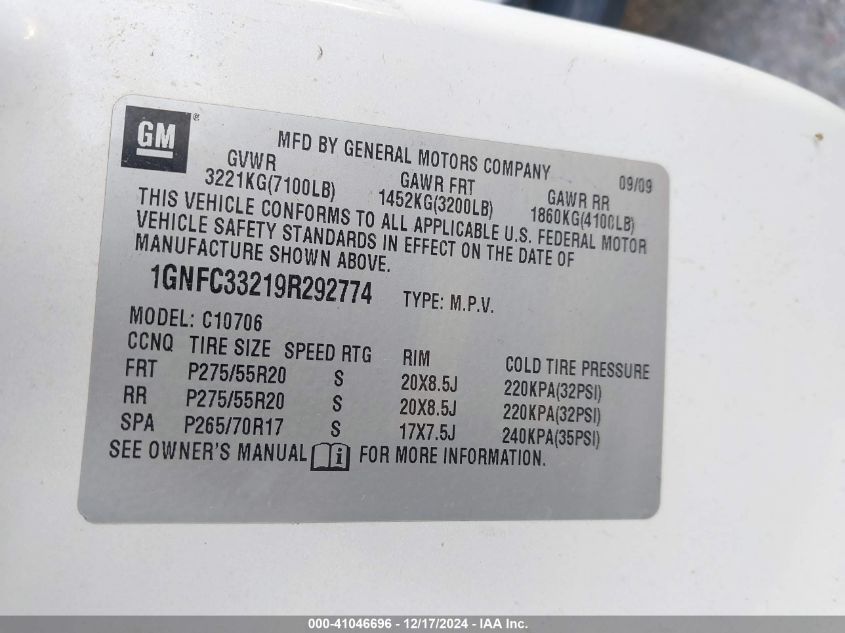 GM®
MFD BY GENERAL MOTORS COMPANY 09/09
GVWR GAWR FRT GAWR RR
3221KG(7100LB) 1452KG(3200LB) 1860KG(4100LB)
THIS VEHICLE CONFORMS TO ALL APPLICABLE U.S. FEDERAL MOTOR
VEHICLE SAFETY STANDARDS IN EFFECT ON THE DATE OF
MANUFACTURE SHOWN ABOVE.
1GNFC33219R292774 TYPE: M.P.V.
MODEL: C10706
CCNQ TIRE SIZE SPEED RTG RIM COLD TIRE PRESSURE
FRT P275/55R20 S 20X8.5J 220KPA(32PSI)
RR P275/55R20 S 20X8.5J 220KPA(32PSI)
SPA P265/70R17 S 17X7.5J 240KPA(35PSI)
SEE OWNER'S MANUAL i FOR MORE INFORMATION.
000-41046696 - 12/17/2024 - IAA Inc.